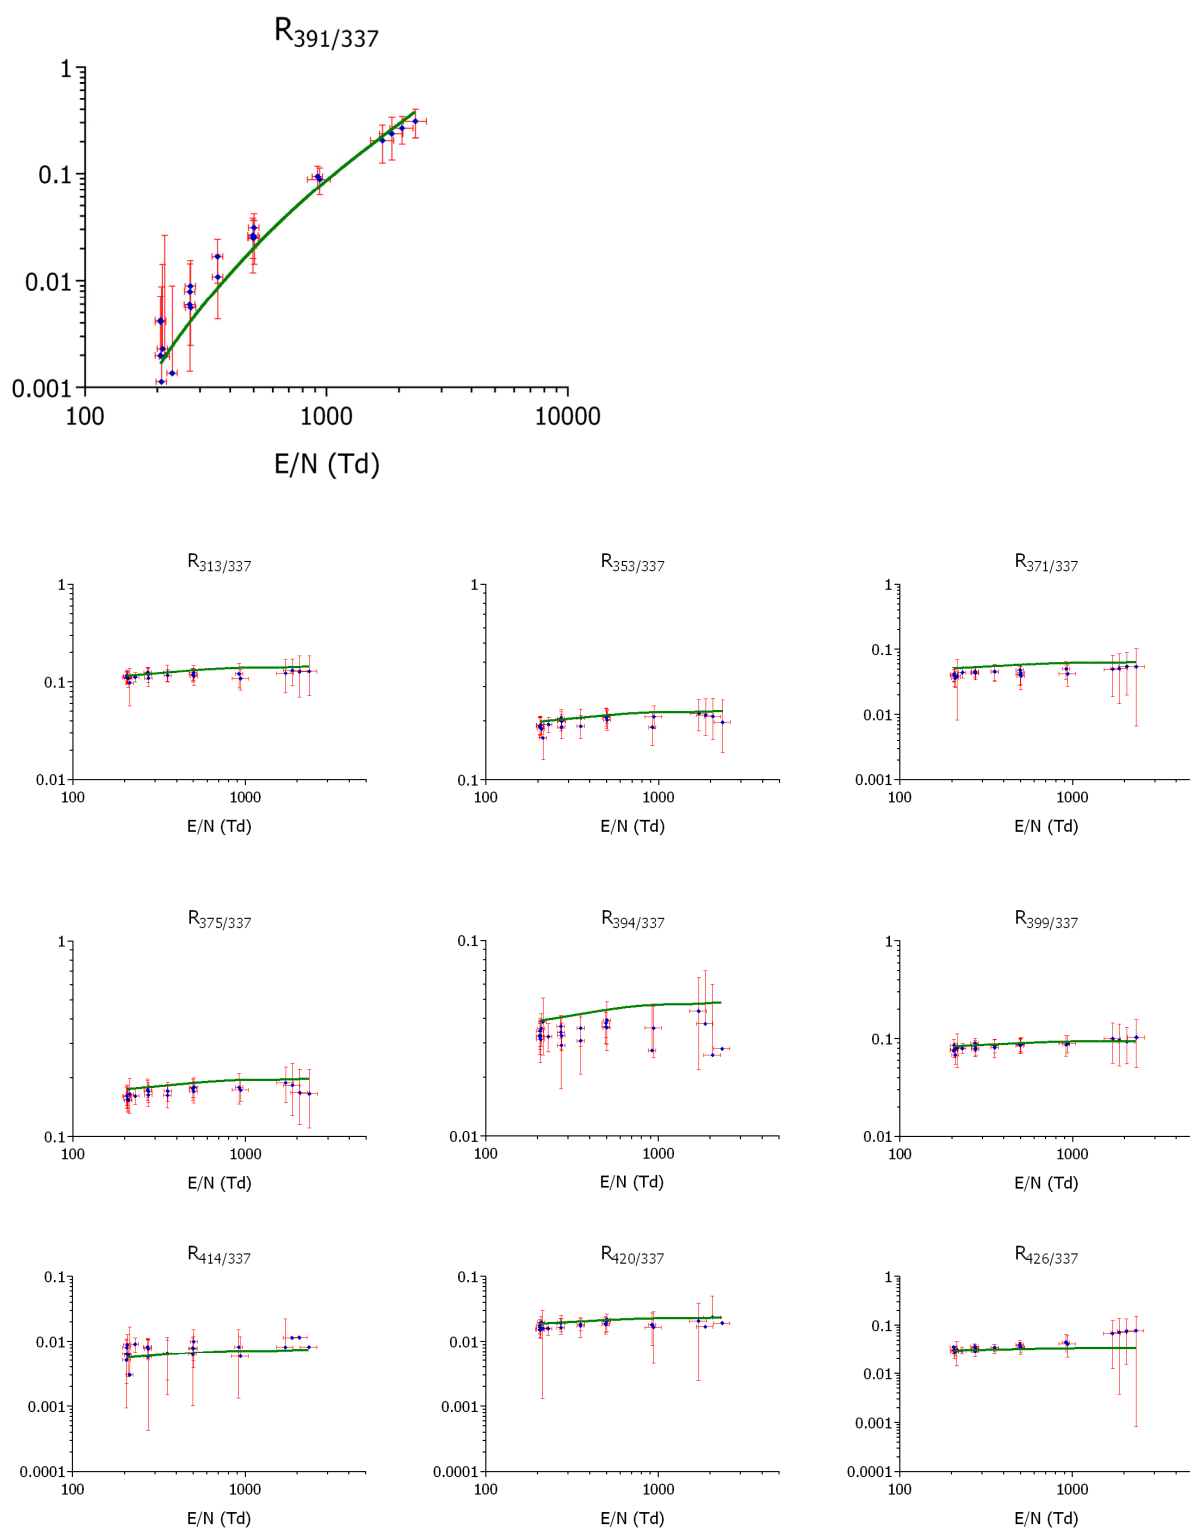 R391/337
1
0.1
0.01
0.001
100 1000 10000
E/N (Td)
R313/337 R353/337 R371/337
1 1 1
0.1
0.1
0.01
0.01 0.1 0.001
100 1000 100 1000 100 1000
E/N (Td) E/N (Td) E/N (Td)
R375/337 R394/337 R399/337
1 0.1 1
0.1
0.1 0.01 0.01
100 1000 100 1000 100 1000
E/N (Td) E/N (Td) E/N (Td)
R414/337 R420/337 R426/337
0.1 0.1 1
0.1
0.01 0.01
0.01
0.001 0.001
0.001
0.0001 0.0001 0.0001
100 1000 100 1000 100 1000
E/N (Td) E/N (Td) E/N (Td)